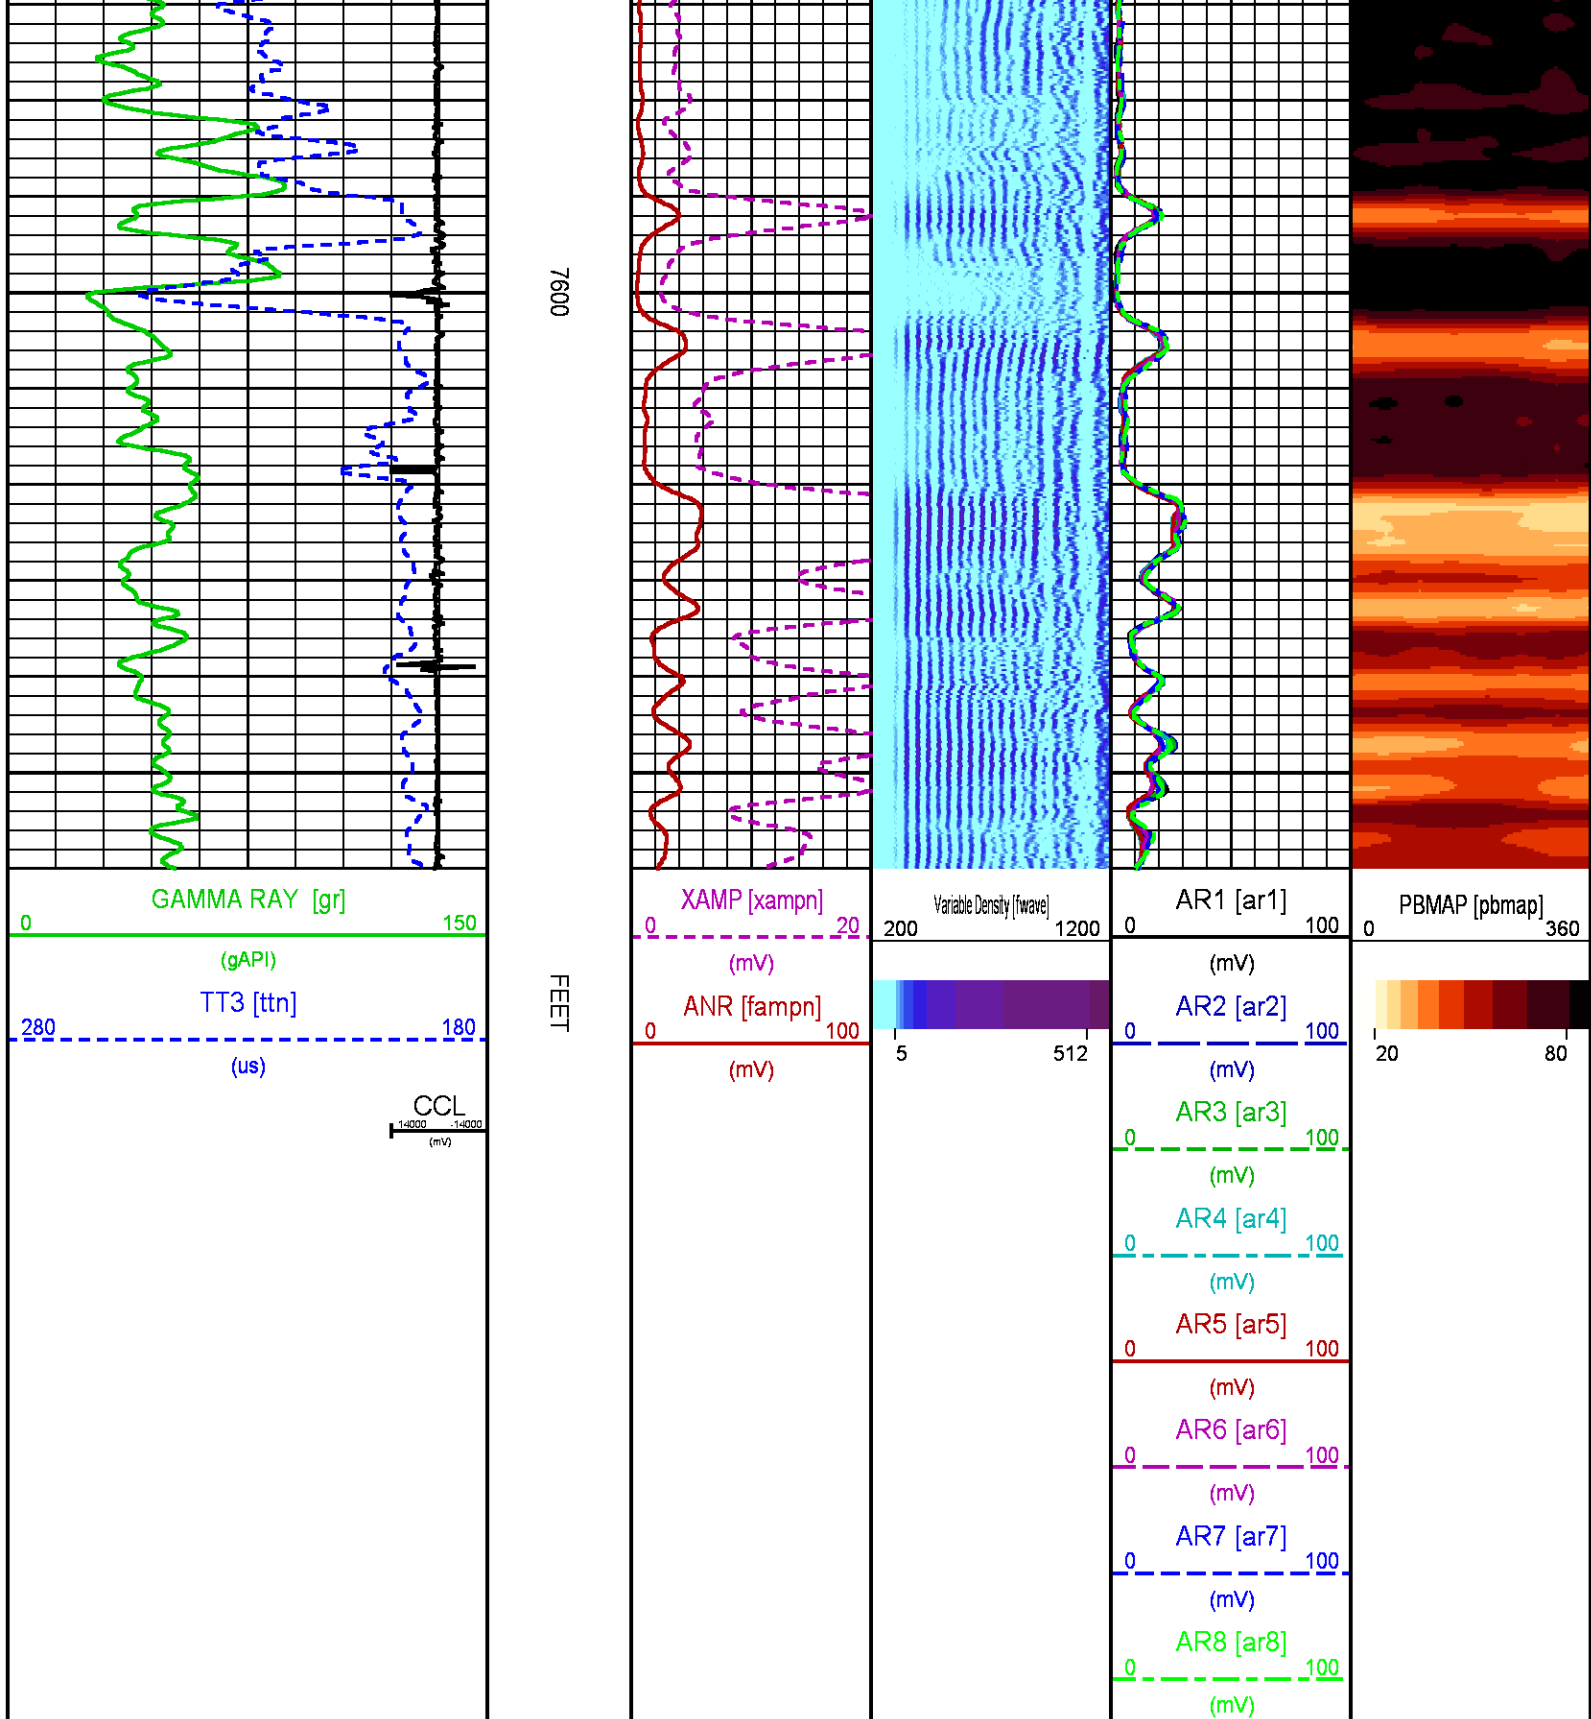 7600
FEET
GAMMA RAY [gr]
0 150
(gAPI)
TT3 [ttn]
280 180
(us)
CCL
14000 -14000
(mV)
XAMP [xampn]
0 20
(mV)
ANR [fampn]
0 100
(mV)
Variable Density [fwave]
200 1200
5 512
AR1 [ar1]
0 100
(mV)
AR2 [ar2]
0 100
(mV)
AR3 [ar3]
0 100
(mV)
AR4 [ar4]
0 100
(mV)
AR5 [ar5]
0 100
(mV)
AR6 [ar6]
0 100
(mV)
AR7 [ar7]
0 100
(mV)
AR8 [ar8]
0 100
(mV)
PBMAP [pbmap]
0 360
20 80